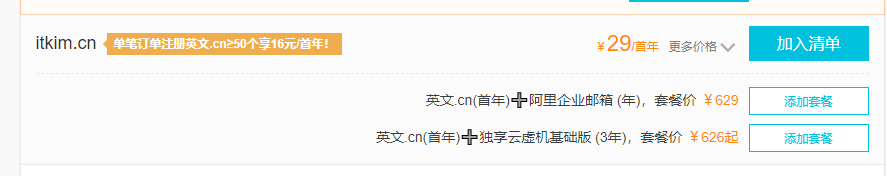 itkim.cn 单笔订单注册英文.cn≥50个享16元/首年! ¥29/首年 更多价格 加入清单
英文.cn(首年)➕阿里企业邮箱 (年)，套餐价 ¥629 添加套餐
英文.cn(首年)➕独享云虚机基础版 (3年)，套餐价 ¥626起 添加套餐